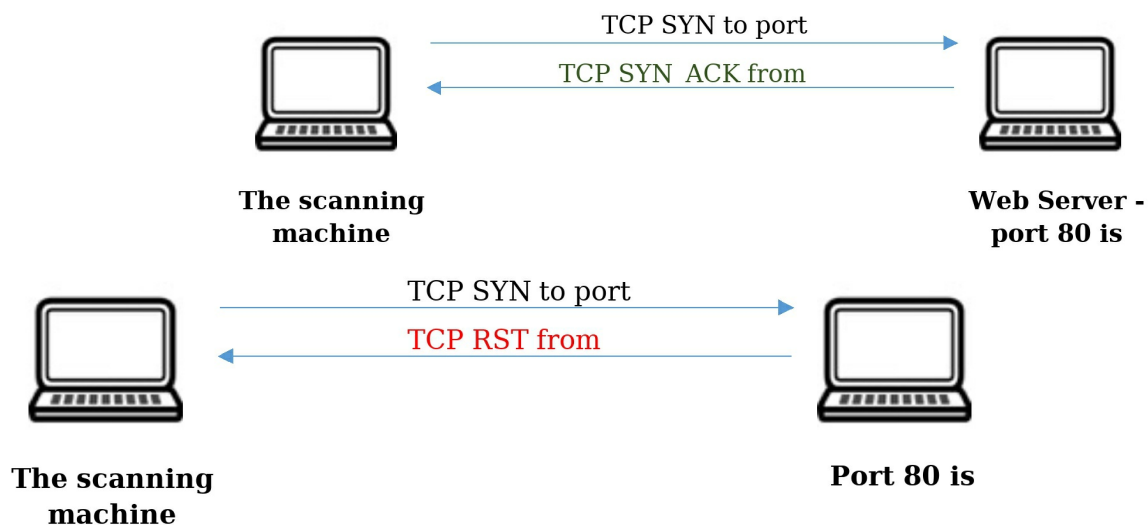 TCP SYN to port
TCP SYN ACK from
The scanning
machine
Web Server -
port 80 is
TCP SYN to port
TCP RST from
The scanning
machine
Port 80 is